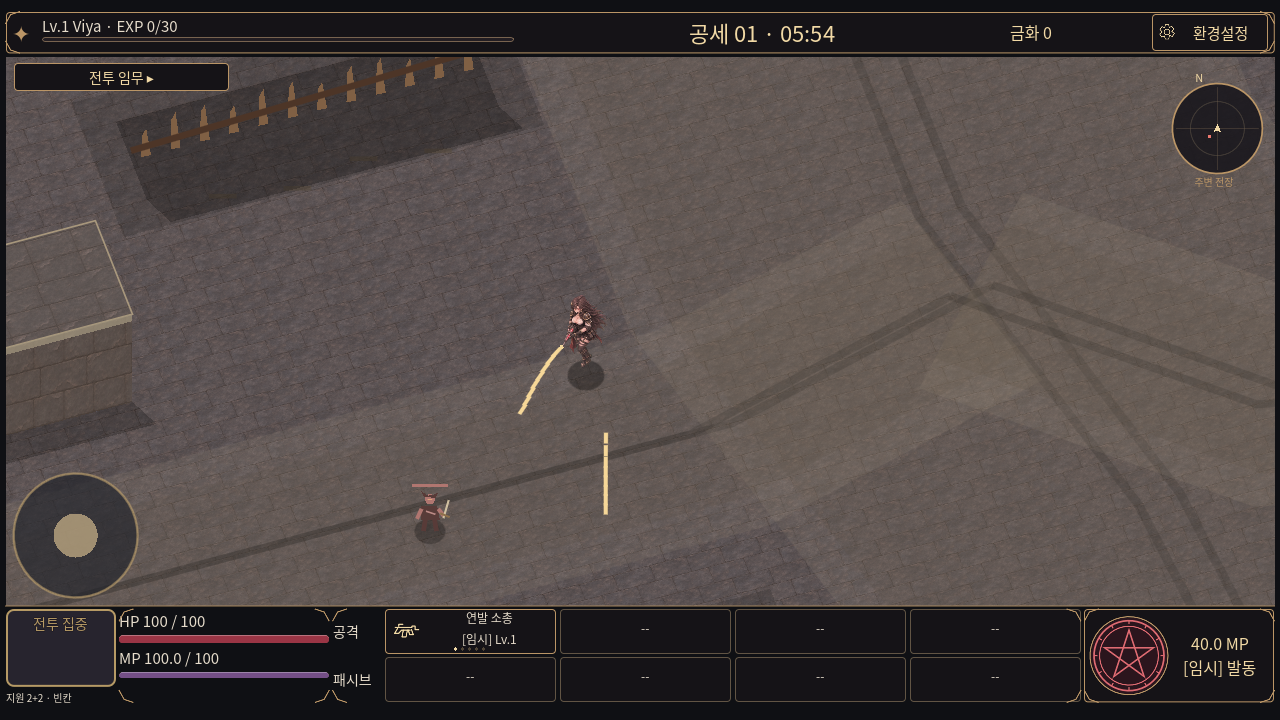 Lv.1 Viya · EXP 0/30
공세 01 · 05:54
금화 0
환경설정
전투 임무 ▸
N
주변 전장
전투 집중
HP 100 / 100
MP 100.0 / 100
지원 2+2 · 빈칸
공격
패시브
연발 소총
[임시] Lv.1
--
--
--
--
--
--
--
40.0 MP
[임시] 발동